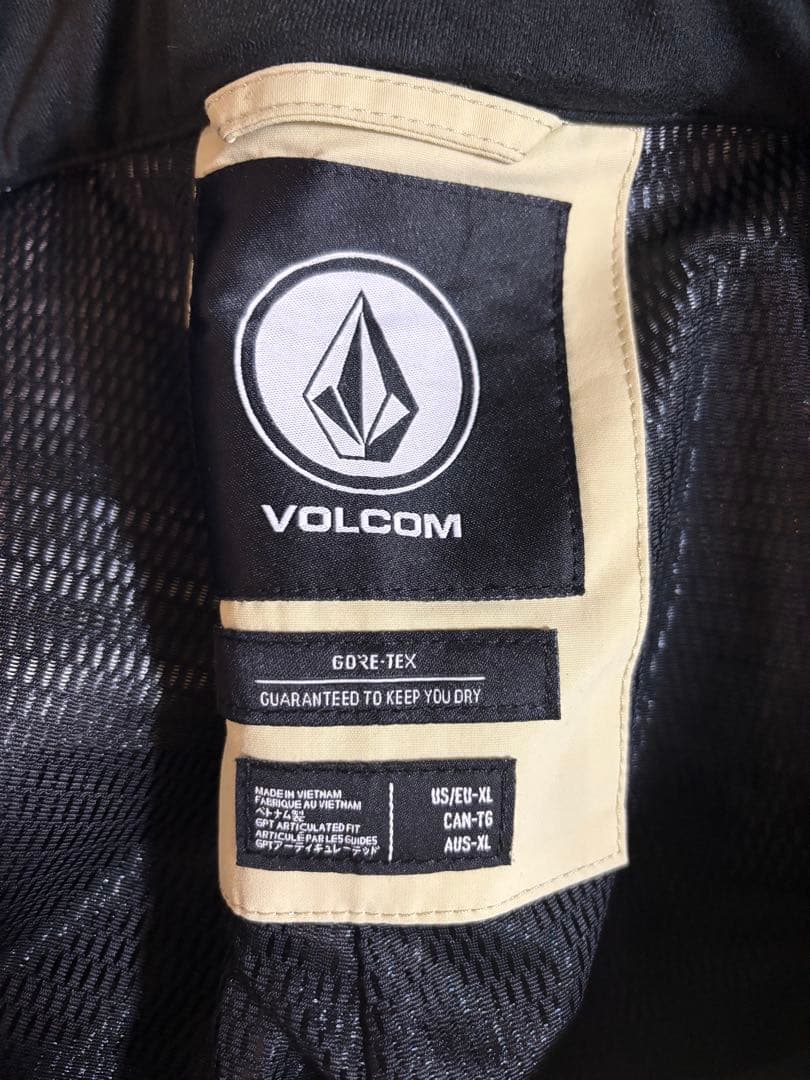 VOLCOM
GORE-TEX
GUARANTEED TO KEEP YOU DRY
MADE IN VIETNAM
FABRIQUE AU VIETNAM
ベトナム製
GPT ARTICULATED FIT
ARTICULÉ PAR LES GUIDES
GPTアーティキュレーテッド
US/EU-XL
CAN-TG
AUS-XL